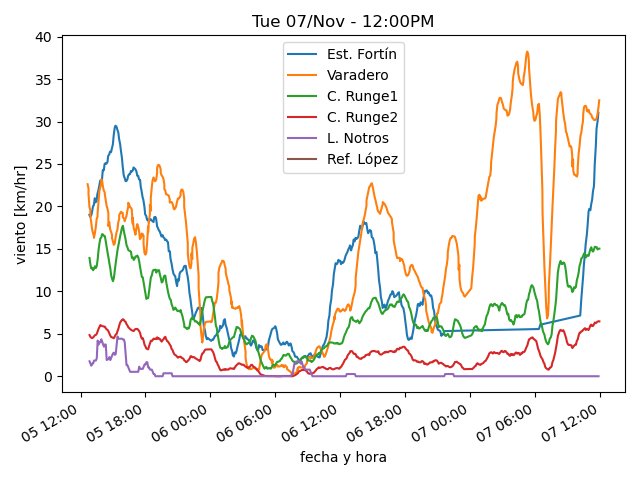 Tue 07/Nov - 12:00PM
Est. Fortín
Varadero
C. Runge1
C. Runge2
L. Notros
Ref. López
viento [km/hr]
40
35
30
25
20
15
10
5
0
05 12:00
05 18:00
06 00:00
06 06:00
06 12:00
06 18:00
07 00:00
07 06:00
07 12:00
fecha y hora